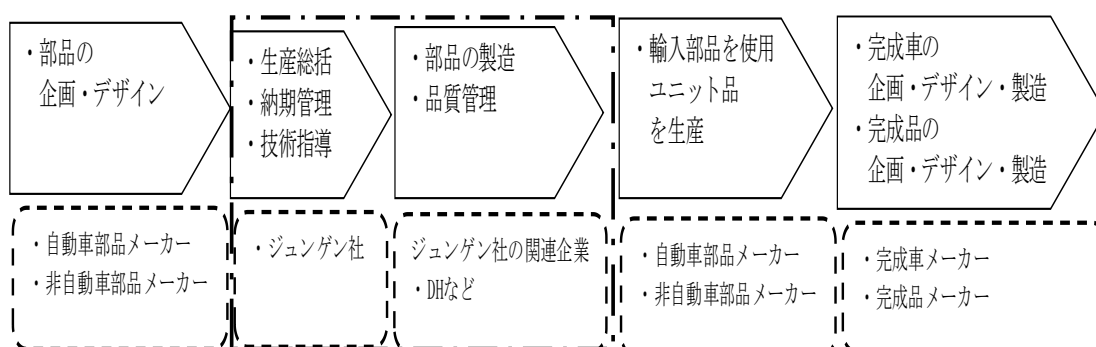 ・部品の
企画・デザイン
・生産総括
・納期管理
・技術指導
・部品の製造
・品質管理
・輸入部品を使用
ユニット品
を生産
・完成車の
企画・デザイン・製造
・完成品の
企画・デザイン・製造
・自動車部品メーカー
・非自動車部品メーカー
・ジュンゲン社
ジュンゲン社の関連企業
・DHなど
・自動車部品メーカー
・非自動車部品メーカー
・完成車メーカー
・完成品メーカー